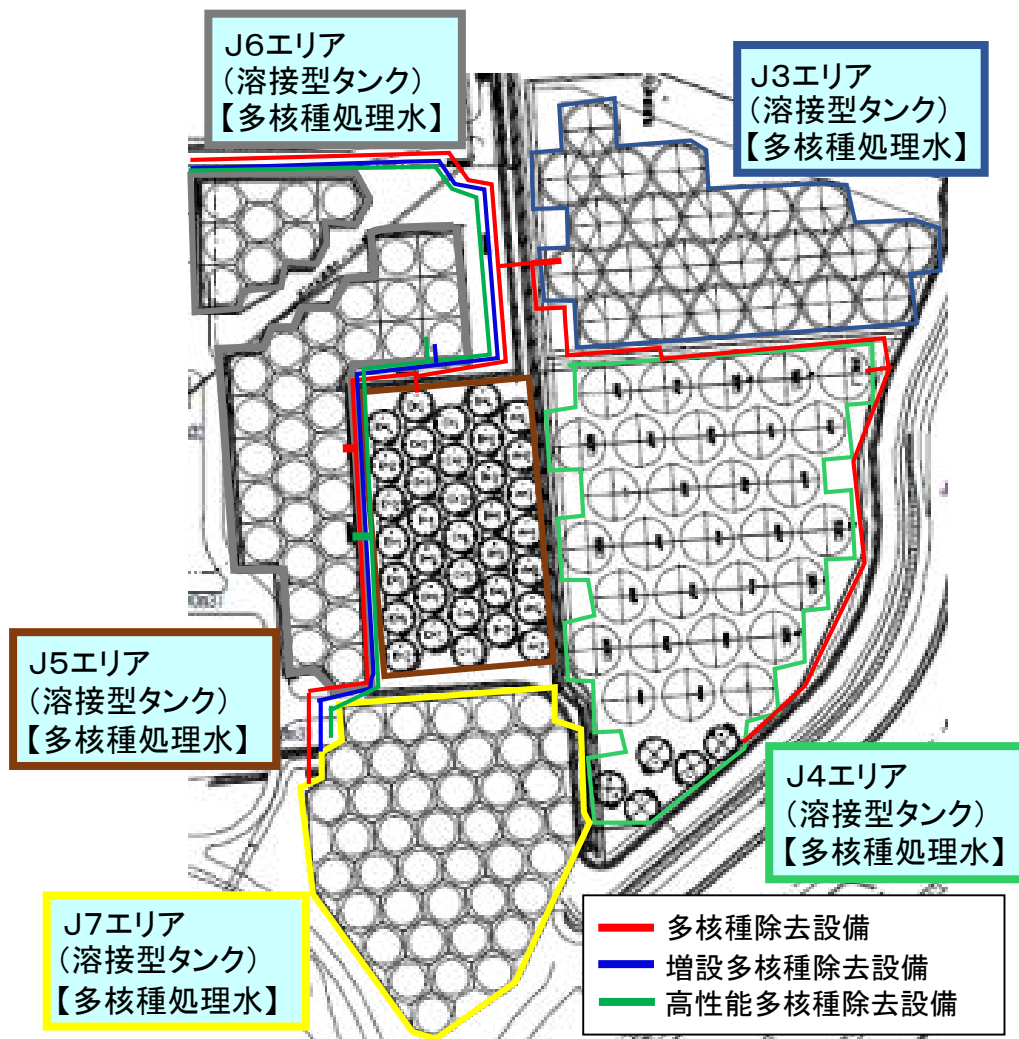 J6エリア
(溶接型タンク)
【多核種処理水】
J3エリア
(溶接型タンク)
【多核種処理水】
J5エリア
(溶接型タンク)
【多核種処理水】
J4エリア
(溶接型タンク)
【多核種処理水】
J7エリア
(溶接型タンク)
【多核種処理水】
多核種除去設備
増設多核種除去設備
高性能多核種除去設備